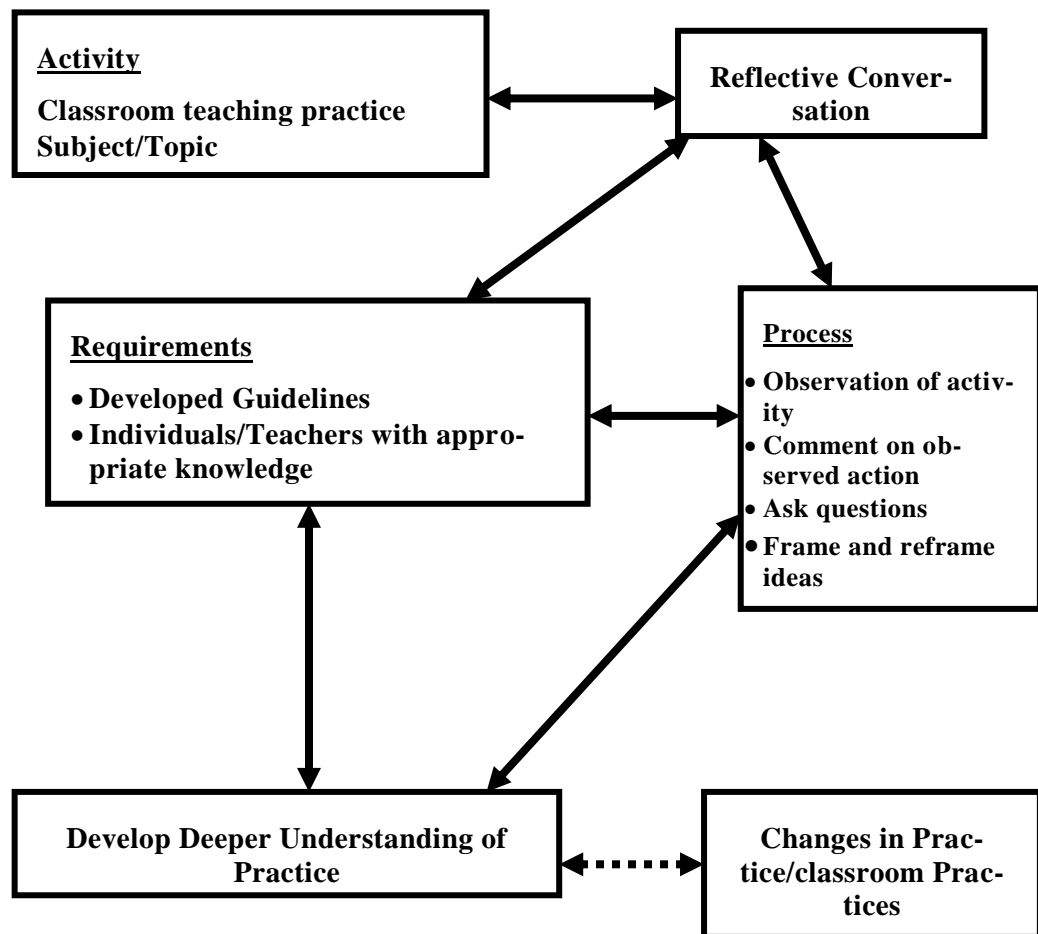 Activity
Classroom teaching practice
Subject/Topic
Reflective Conver-
sation
Requirements
• Developed Guidelines
• Individuals/Teachers with appro-
priate knowledge
Process
• Observation of activ-
ity
• Comment on ob-
served action
• Ask questions
• Frame and reframe
ideas
Develop Deeper Understanding of
Practice
Changes in Prac-
tice/classroom Prac-
tices